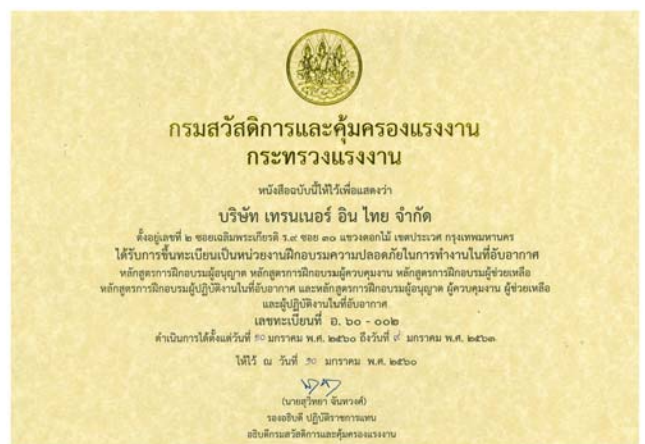 กรมสวัสดิการและคุ้มครองแรงงาน
กระทรวงแรงงาน
หนังสือฉบับนี้ให้ไว้เพื่อแสดงว่า
บริษัท เทรนเนอร์ อิน ไทย จำกัด
ตั้งอยู่เลขที่ ๒ ซอยเฉลิมพระเกียรติ ร.๙ ซอย ๓๐ แขวงดอกไม้ เขตประเวศ กรุงเทพมหานคร
ได้รับการขึ้นทะเบียนเป็นหน่วยงานฝึกอบรมความปลอดภัยในการทำงานในที่อับอากาศ
หลักสูตรการฝึกอบรมผู้อนุญาต หลักสูตรการฝึกอบรมผู้ควบคุมงาน หลักสูตรการฝึกอบรมผู้ช่วยเหลือ
หลักสูตรการฝึกอบรมผู้ปฏิบัติงานในที่อับอากาศ และหลักสูตรการฝึกอบรมผู้อนุญาต ผู้ควบคุมงาน ผู้ช่วยเหลือ
และผู้ปฏิบัติงานในที่อับอากาศ
เลขทะเบียนที่ อ. ๖๐ - ๐๐๒
ดำเนินการได้ตั้งแต่วันที่ ๑๐ มกราคม พ.ศ. ๒๕๖๐ ถึงวันที่ ๙ มกราคม พ.ศ. ๒๕๖๓
ให้ไว้ ณ วันที่ ๑๐ มกราคม พ.ศ. ๒๕๖๐
(นายสุวิทยา จันทวงศ์)
รองอธิบดี ปฏิบัติราชการแทน
อธิบดีกรมสวัสดิการและคุ้มครองแรงงาน